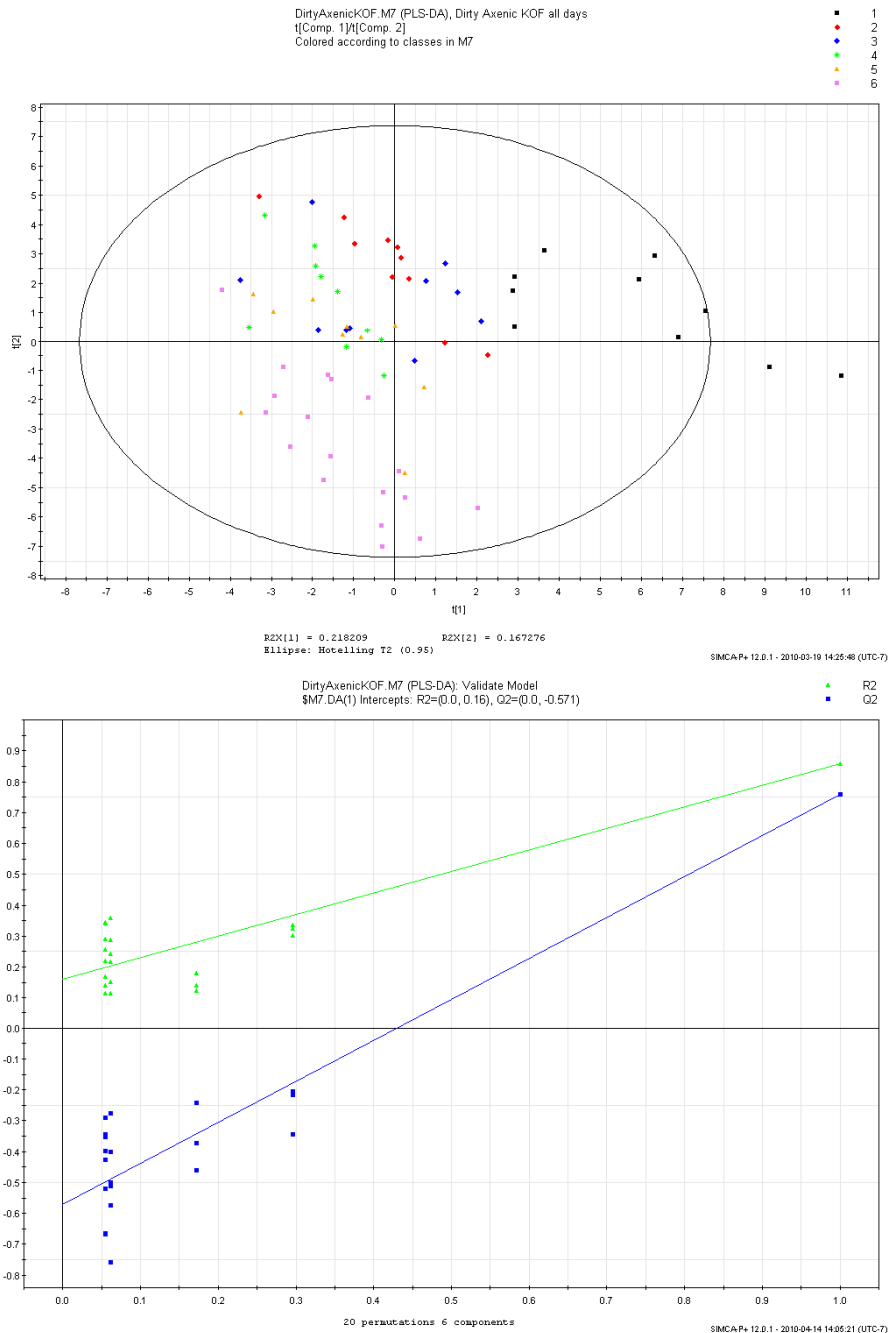 DirtyAxenicKOF.M7 (PLS-DA), Dirty Axenic KOF all days
t[Comp. 1]/t[Comp. 2]
Colored according to classes in M7
1
2
3
4
5
6
8
7
6
5
4
3
2
1
0
-1
-2
-3
-4
-5
-6
-7
-8
t[2]
-8 -7 -6 -5 -4 -3 -2 -1 0 1 2 3 4 5 6 7 8 9 10 11
t[1]
R2X[1] = 0.218209 R2X[2] = 0.167276
Ellipse: Hotelling T2 (0.95)
SIMCA-P+ 12.0.1 - 2010-03-19 14:25:48 (UTC-7)
DirtyAxenicKOF.M7 (PLS-DA): Validate Model
$M7.DA(1) Intercepts: R2=(0.0, 0.16), Q2=(0.0, -0.571)
R2
Q2
0.9
0.8
0.7
0.6
0.5
0.4
0.3
0.2
0.1
0.0
-0.1
-0.2
-0.3
-0.4
-0.5
-0.6
-0.7
-0.8
0.0 0.1 0.2 0.3 0.4 0.5 0.6 0.7 0.8 0.9 1.0
20 permutations 6 components
SIMCA-P+ 12.0.1 - 2010-04-14 14:05:21 (UTC-7)